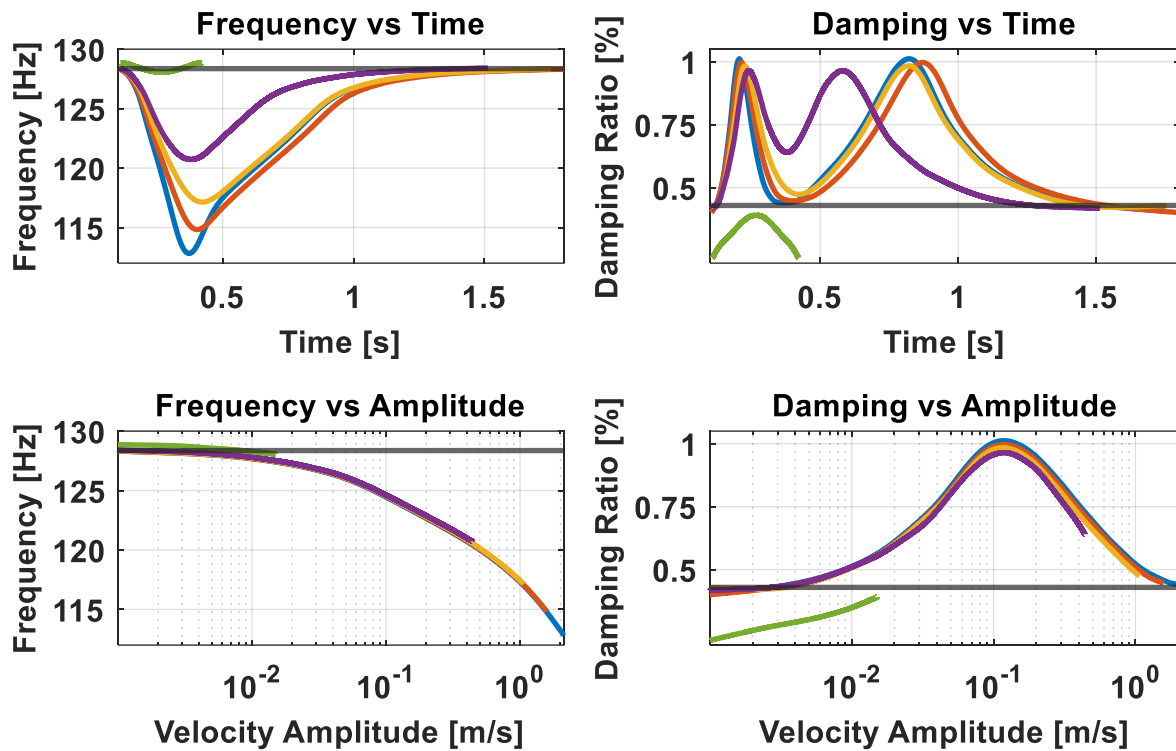 Frequency vs Time
Frequency [Hz]
130
125
120
115
0.5
1
1.5
Time [s]
Damping vs Time
Damping Ratio [%]
1
0.75
0.5
0.5
1
1.5
Time [s]
Frequency vs Amplitude
Frequency [Hz]
130
125
120
115
10^-2
10^-1
10^0
Velocity Amplitude [m/s]
Damping vs Amplitude
Damping Ratio [%]
1
0.75
0.5
10^-2
10^-1
10^0
Velocity Amplitude [m/s]